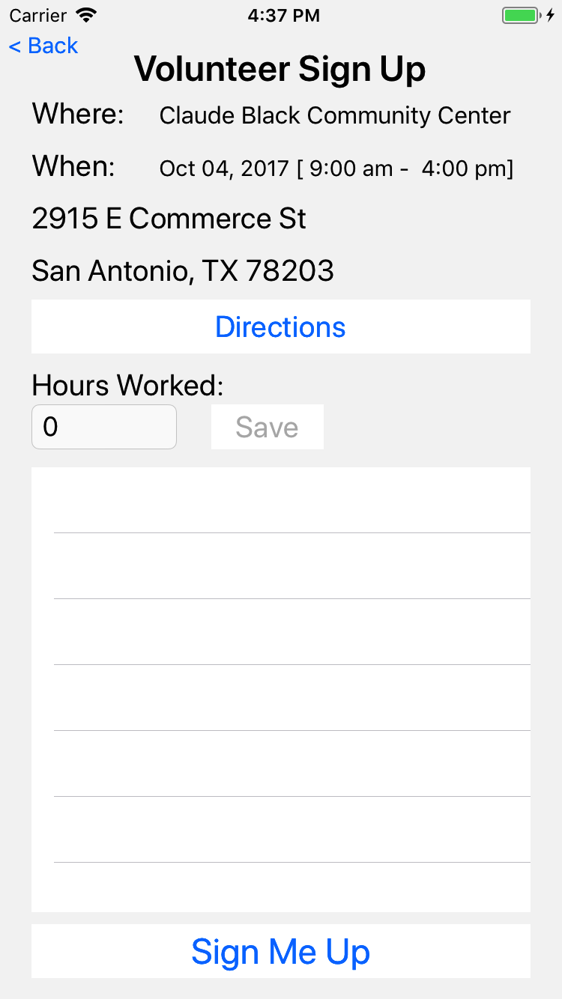 Carrier 4:37 PM
< Back
Volunteer Sign Up
Where: Claude Black Community Center
When: Oct 04, 2017 [ 9:00 am -  4:00 pm]
2915 E Commerce St
San Antonio, TX 78203
Directions
Hours Worked:
0 Save
Sign Me Up